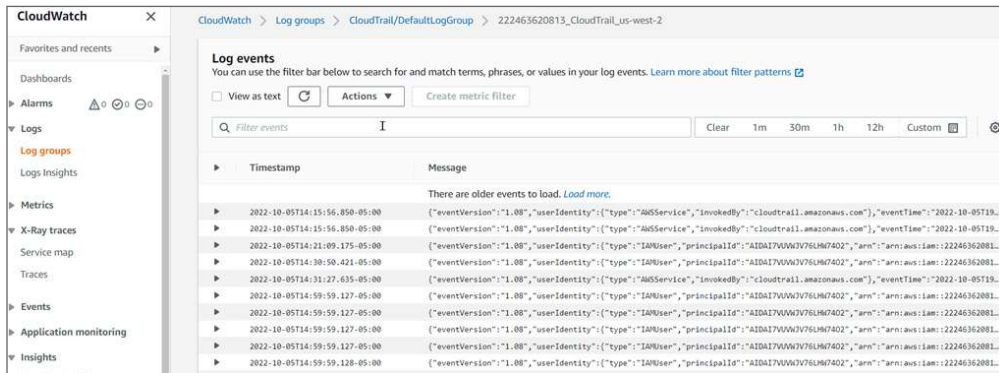 CloudWatch
CloudWatch > Log groups > CloudTrail/DefaultLogGroup > 222463620813_CloudTrail_us-west-2
Favorites and recents
Dashboards
Alarms 0 0 0
Logs
Log groups
Logs Insights
Metrics
X-Ray traces
Service map
Traces
Events
Application monitoring
Insights
Log events
You can use the filter bar below to search for and match terms, phrases, or values in your log events. Learn more about filter patterns
View as text Actions Create metric filter
Filter events Clear 1m 30m 1h 12h Custom
Timestamp Message
There are older events to load. Load more.
2022-10-05T14:15:56.850-05:00 {"eventVersion":"1.08","userIdentity":{"type":"AWSService","invokedBy":"cloudtrail.amazonaws.com"},"eventTime":"2022-10-05T19…
2022-10-05T14:15:56.850-05:00 {"eventVersion":"1.08","userIdentity":{"type":"AWSService","invokedBy":"cloudtrail.amazonaws.com"},"eventTime":"2022-10-05T19…
2022-10-05T14:21:09.175-05:00 {"eventVersion":"1.08","userIdentity":{"type":"IAMUser","principalId":"AIDAI7VUVWJV76LHW74O2","arn":"arn:aws:iam::22246362081…
2022-10-05T14:30:50.421-05:00 {"eventVersion":"1.08","userIdentity":{"type":"IAMUser","principalId":"AIDAI7VUVWJV76LHW74O2","arn":"arn:aws:iam::22246362081…
2022-10-05T14:31:27.635-05:00 {"eventVersion":"1.08","userIdentity":{"type":"AWSService","invokedBy":"cloudtrail.amazonaws.com"},"eventTime":"2022-10-05T19…
2022-10-05T14:59:59.127-05:00 {"eventVersion":"1.08","userIdentity":{"type":"IAMUser","principalId":"AIDAI7VUVWJV76LHW74O2","arn":"arn:aws:iam::22246362081…
2022-10-05T14:59:59.127-05:00 {"eventVersion":"1.08","userIdentity":{"type":"IAMUser","principalId":"AIDAI7VUVWJV76LHW74O2","arn":"arn:aws:iam::22246362081…
2022-10-05T14:59:59.127-05:00 {"eventVersion":"1.08","userIdentity":{"type":"IAMUser","principalId":"AIDAI7VUVWJV76LHW74O2","arn":"arn:aws:iam::22246362081…
2022-10-05T14:59:59.127-05:00 {"eventVersion":"1.08","userIdentity":{"type":"IAMUser","principalId":"AIDAI7VUVWJV76LHW74O2","arn":"arn:aws:iam::22246362081…
2022-10-05T14:59:59.128-05:00 {"eventVersion":"1.08","userIdentity":{"type":"IAMUser","principalId":"AIDAI7VUVWJV76LHW74O2","arn":"arn:aws:iam::22246362081…